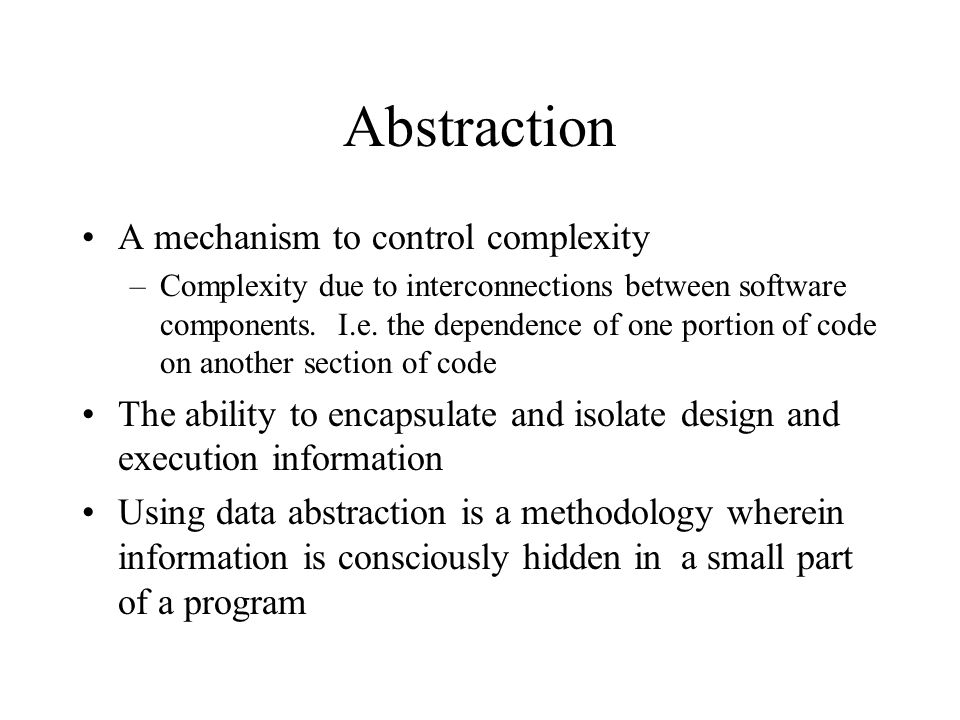 Abstraction
• A mechanism to control complexity
– Complexity due to interconnections between software
components.  I.e. the dependence of one portion of code
on another section of code
• The ability to encapsulate and isolate design and
execution information
• Using data abstraction is a methodology wherein
information is consciously hidden in  a small part
of a program